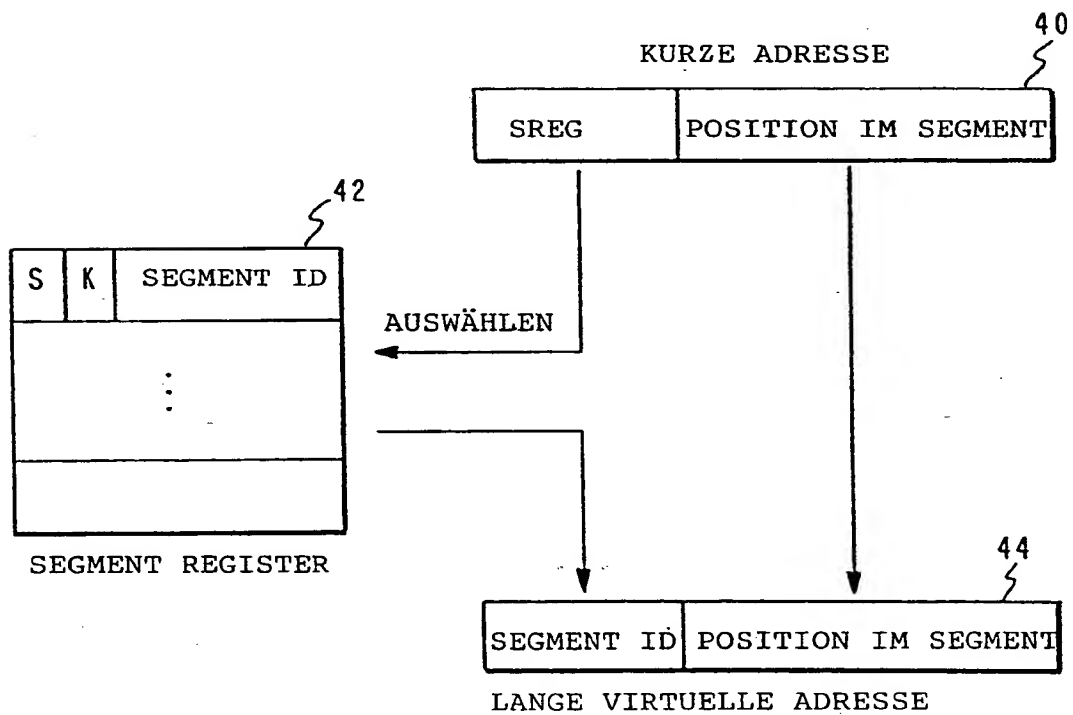 40
KURZE ADRESSE
SREG POSITION IM SEGMENT
42
S K SEGMENT ID
AUSWÄHLEN
SEGMENT REGISTER
44
SEGMENT ID POSITION IM SEGMENT
LANGE VIRTUELLE ADRESSE